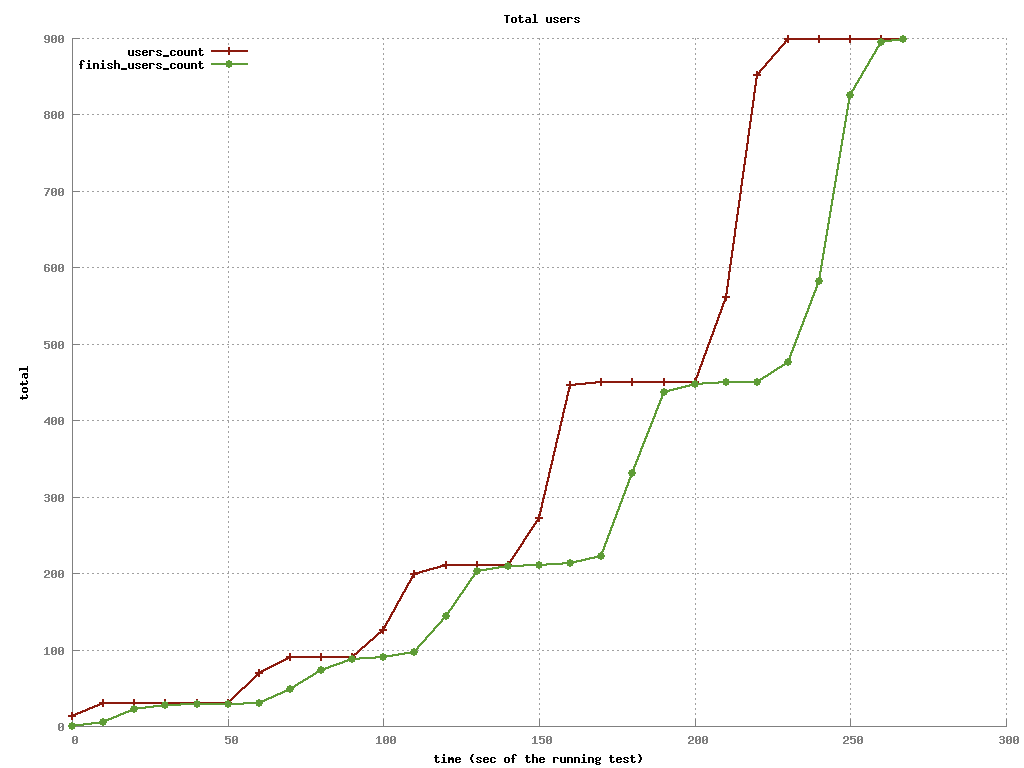 Total users
users_count
finish_users_count
900
800
700
600
500
400
300
200
100
0
total
0 50 100 150 200 250 300
time (sec of the running test)